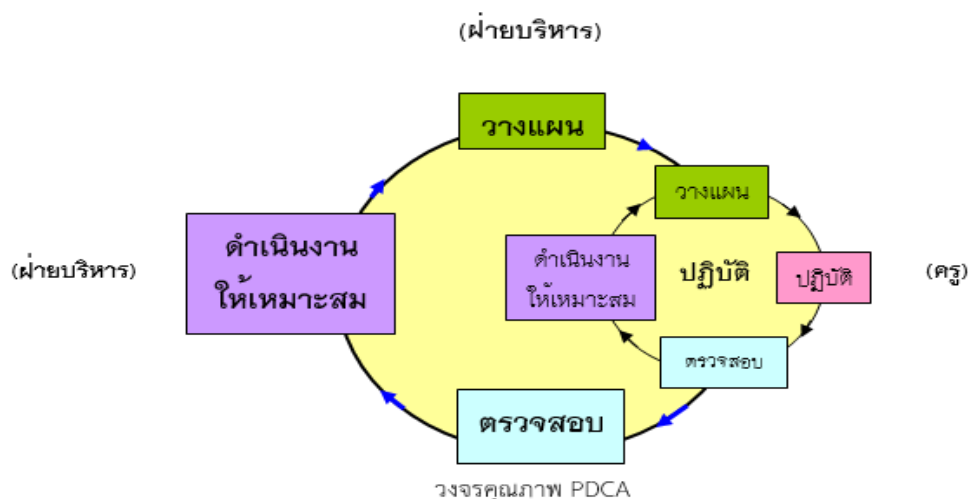 (ฝ่ายบริหาร)
วางแผน
วางแผน
ดำเนินงาน
ให้เหมาะสม
(ฝ่ายบริหาร)
ดำเนินงาน
ให้เหมาะสม
ปฏิบัติ
ปฏิบัติ
(ครู)
ตรวจสอบ
ตรวจสอบ
วงจรคุณภาพ PDCA